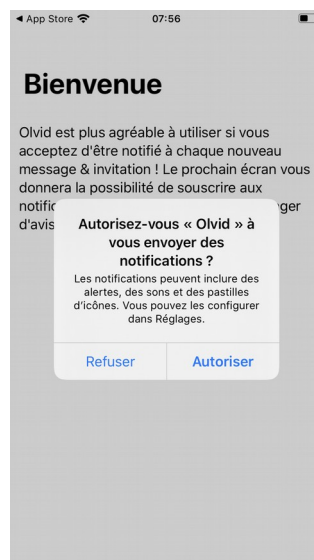 ◀ App Store 07:56
Bienvenue
Olvid est plus agréable à utiliser si vous
acceptez d'être notifié à chaque nouveau
message & invitation ! Le prochain écran vous
donnera la possibilité de souscrire aux
notific ger
d'avis
Autorisez-vous « Olvid » à
vous envoyer des
notifications ?
Les notifications peuvent inclure des
alertes, des sons et des pastilles
d'icônes. Vous pouvez les configurer
dans Réglages.
Refuser Autoriser